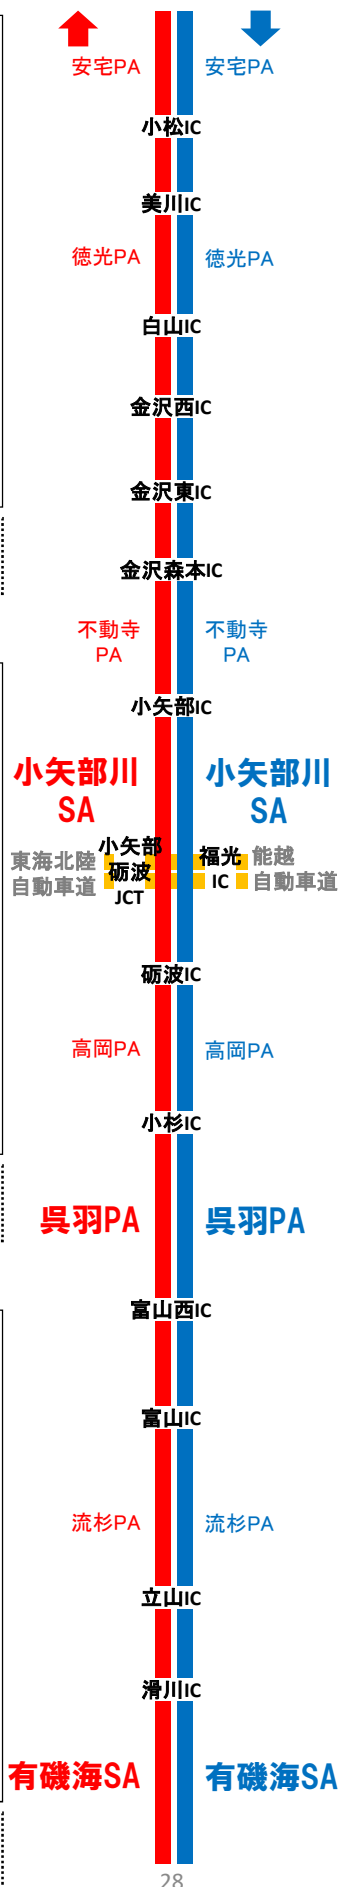 安宅PA 安宅PA
小松IC
美川IC
徳光PA 徳光PA
白山IC
金沢西IC
金沢東IC
金沢森本IC
不動寺 不動寺
PA PA
小矢部IC
小矢部川 小矢部川
SA SA
東海北陸 小矢部 福光 能越
自動車道 砺波 IC 自動車道
JCT
砺波IC
高岡PA 高岡PA
小杉IC
呉羽PA 呉羽PA
富山西IC
富山IC
流杉PA 流杉PA
立山IC
滑川IC
有磯海SA 有磯海SA
28